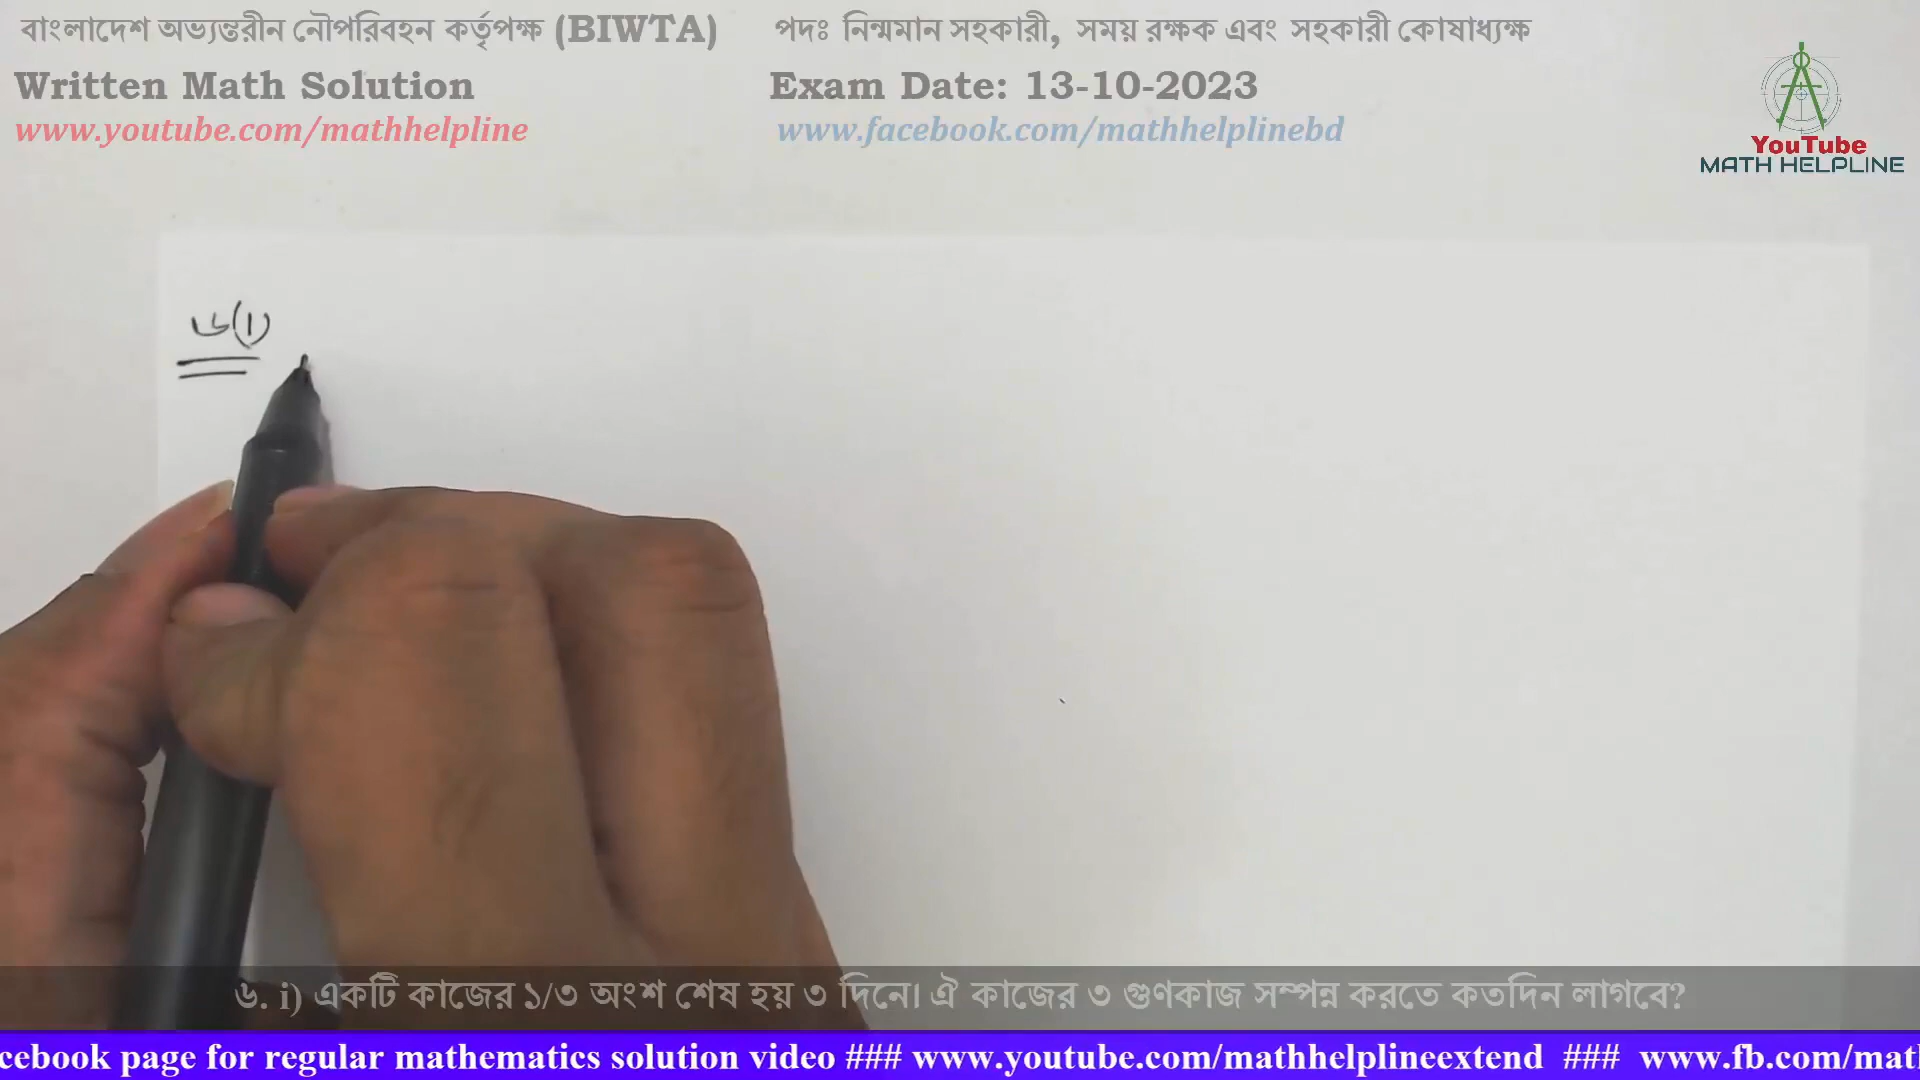 বাংলাদেশ অভ্যন্তরীন নৌপরিবহন কর্তৃপক্ষ (BIWTA) পদঃ নিন্মমান সহকারী, সময় রক্ষক এবং সহকারী কোষাধ্যক্ষ
Written Math Solution Exam Date: 13-10-2023
www.youtube.com/mathhelpline www.facebook.com/mathhelplinebd
YouTube
MATH HELPLINE
৬(1)
৬. i) একটি কাজের ১/৩ অংশ শেষ হয় ৩ দিনে। ঐ কাজের ৩ গুণকাজ সম্পন্ন করতে কতদিন লাগবে?
cebook page for regular mathematics solution video ### www.youtube.com/mathhelplineextend ### www.fb.com/mat